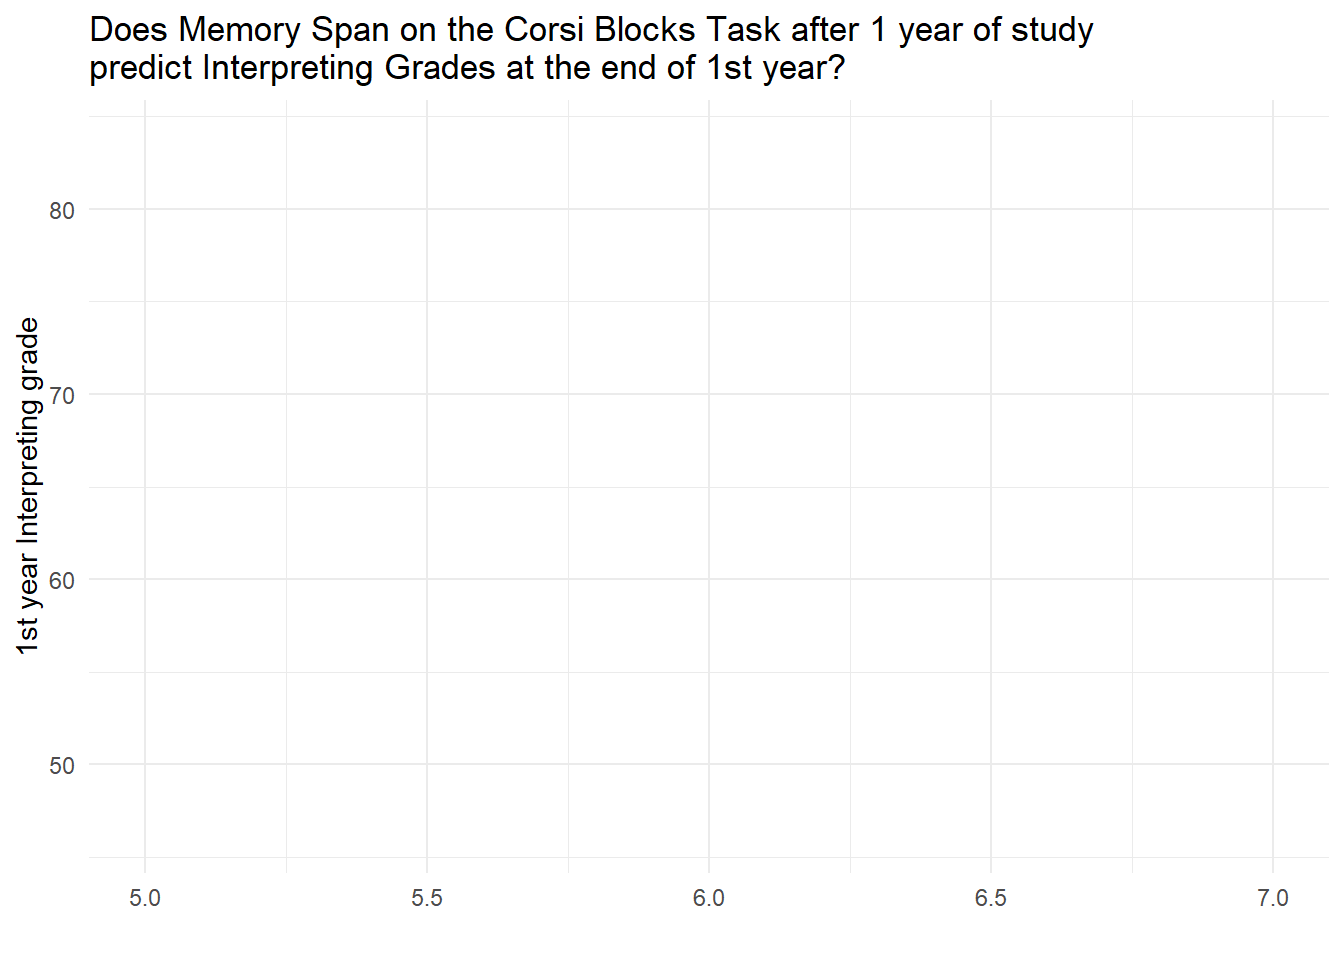 Does Memory Span on the Corsi Blocks Task after 1 year of study
predict Interpreting Grades at the end of 1st year?
1st year Interpreting grade
80
70
60
50
5.0 5.5 6.0 6.5 7.0